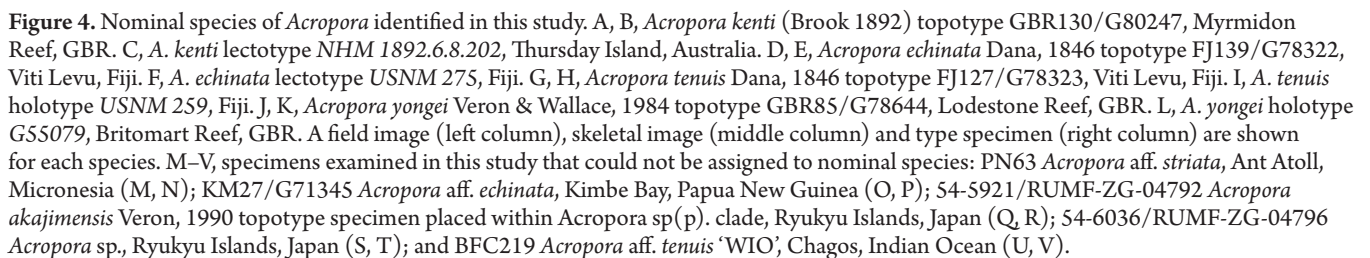 Figure 4. Nominal species of Acropora identified in this study. A, B, Acropora kenti (Brook 1892) topotype GBR130/G80247, Myrmidon
Reef, GBR. C, A. kenti lectotype NHM 1892.6.8.202, Thursday Island, Australia. D, E, Acropora echinata Dana, 1846 topotype FJ139/G78322,
Viti Levu, Fiji. F, A. echinata lectotype USNM 275, Fiji. G, H, Acropora tenuis Dana, 1846 topotype FJ127/G78323, Viti Levu, Fiji. I, A. tenuis
holotype USNM 259, Fiji. J, K, Acropora yongei Veron & Wallace, 1984 topotype GBR85/G78644, Lodestone Reef, GBR. L, A. yongei holotype
G55079, Britomart Reef, GBR. A field image (left column), skeletal image (middle column) and type specimen (right column) are shown
for each species. M–V, specimens examined in this study that could not be assigned to nominal species: PN63 Acropora aff. striata, Ant Atoll,
Micronesia (M, N); KM27/G71345 Acropora aff. echinata, Kimbe Bay, Papua New Guinea (O, P); 54-5921/RUMF-ZG-04792 Acropora
akajimensis Veron, 1990 topotype specimen placed within Acropora sp(p). clade, Ryukyu Islands, Japan (Q, R); 54-6036/RUMF-ZG-04796
Acropora sp., Ryukyu Islands, Japan (S, T); and BFC219 Acropora aff. tenuis ‘WIO’, Chagos, Indian Ocean (U, V).